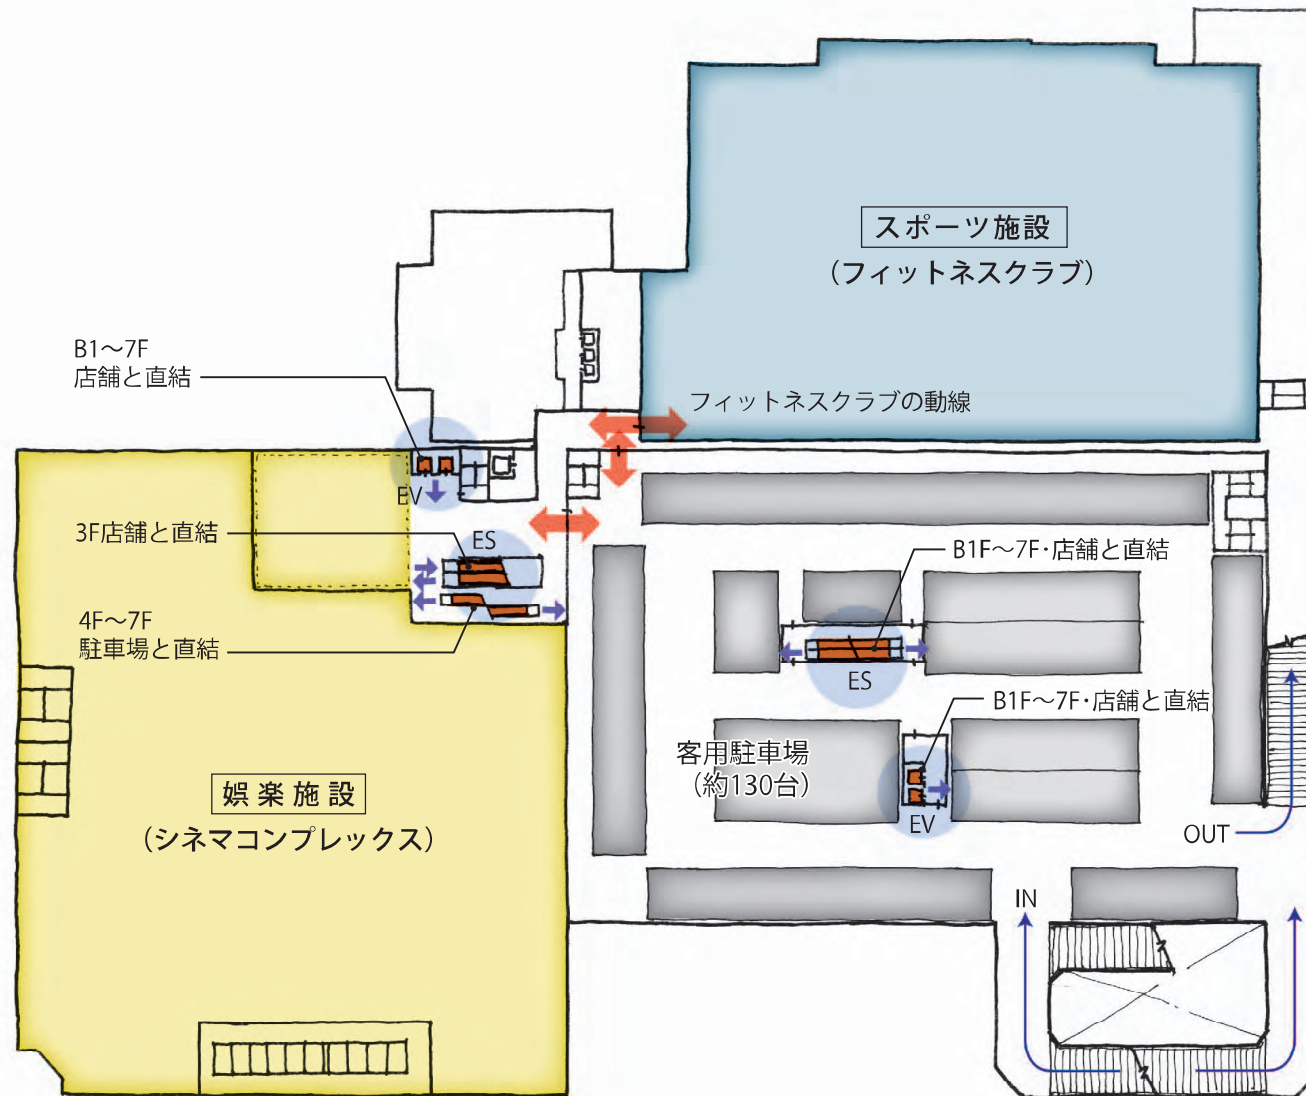 スポーツ施設
（フィットネスクラブ）
B1～7F
店舗と直結
フィットネスクラブの動線
EV
3F店舗と直結
ES
B1F～7F・店舗と直結
4F～7F
駐車場と直結
ES
B1F～7F・店舗と直結
客用駐車場
（約130台）
娯楽施設
（シネマコンプレックス）
EV
OUT
IN